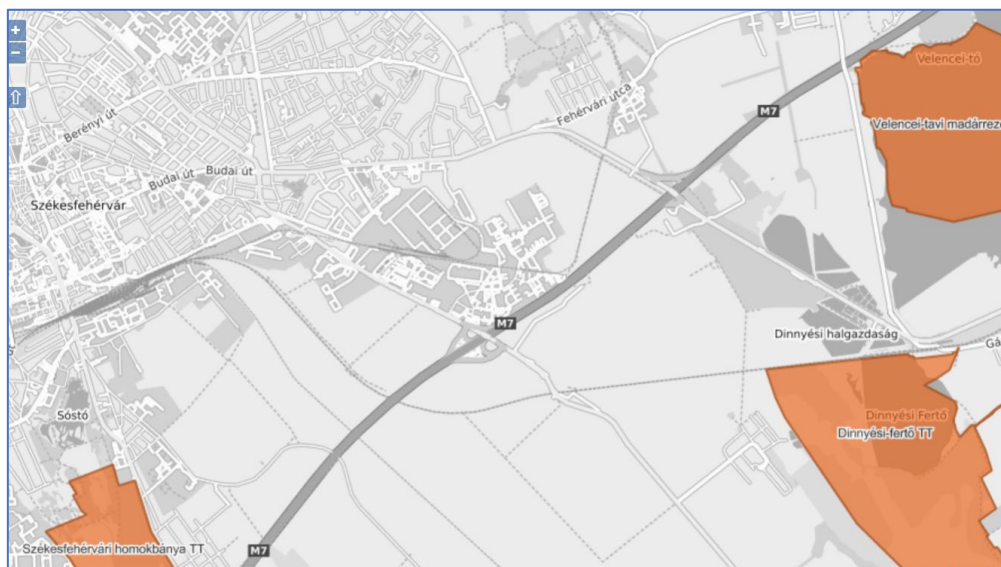 +
−
⇧
Velencei-tó
M7
Fehérvári utca
Velencei-tavi madárrez
Berényi út
Budai út
Budai út
Székesfehérvár
M7
Dinnyési halgazdaság
Gá
Sóstó
Dinnyési Fertő
Dinnyési-fertő TT
Székesfehérvári homokbánya TT
M7